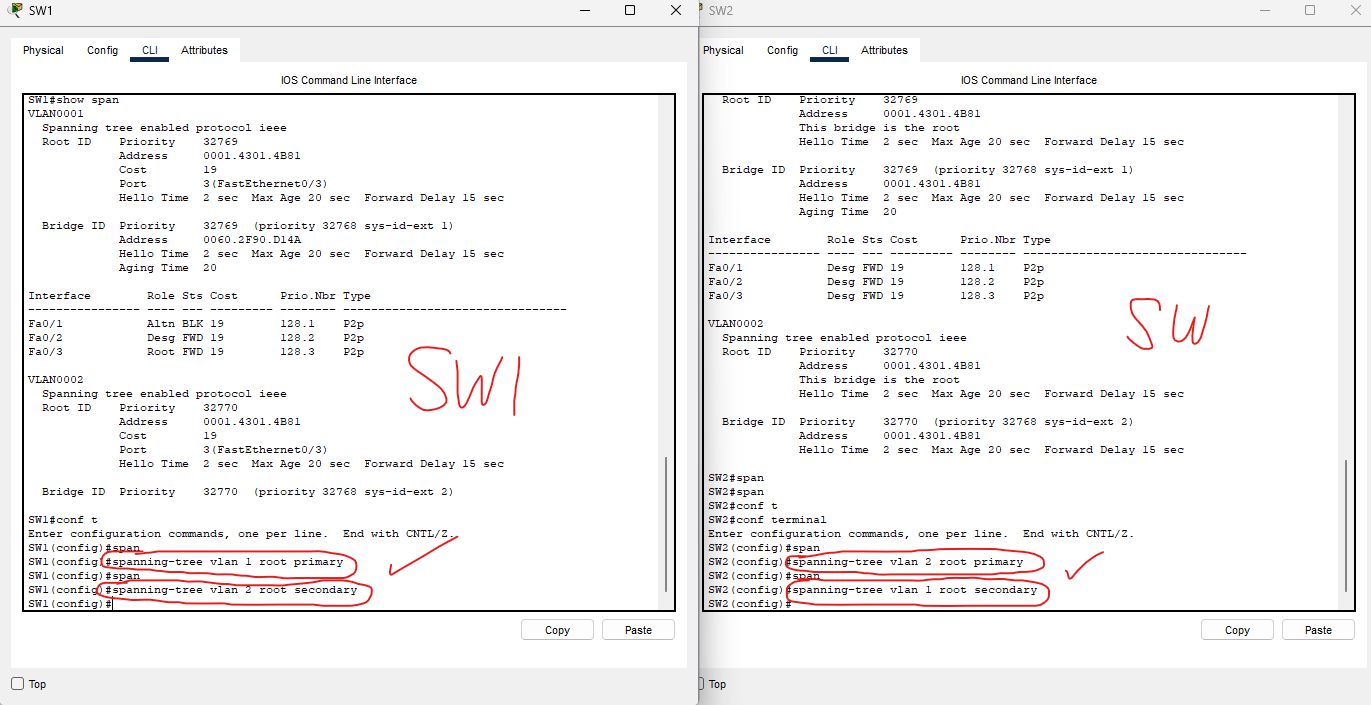 SW1
Physical Config CLI Attributes
IOS Command Line Interface
SW1#show span
VLAN0001
Spanning tree enabled protocol ieee
Root ID Priority 32769
Address 0001.4301.4B81
Cost 19
Port 3(FastEthernet0/3)
Hello Time 2 sec Max Age 20 sec Forward Delay 15 sec
Bridge ID Priority 32769 (priority 32768 sys-id-ext 1)
Address 0060.2F90.D14A
Hello Time 2 sec Max Age 20 sec Forward Delay 15 sec
Aging Time 20
Interface Role Sts Cost Prio.Nbr Type
---------------- ---- --- --------- -------- --------------------------------
Fa0/1 Altn BLK 19 128.1 P2p
Fa0/2 Desg FWD 19 128.2 P2p
Fa0/3 Root FWD 19 128.3 P2p
SW1
VLAN0002
Spanning tree enabled protocol ieee
Root ID Priority 32770
Address 0001.4301.4B81
Cost 19
Port 3(FastEthernet0/3)
Hello Time 2 sec Max Age 20 sec Forward Delay 15 sec
Bridge ID Priority 32770 (priority 32768 sys-id-ext 2)
SW1#conf t
Enter configuration commands, one per line. End with CNTL/Z.
SW1(config)#span
SW1(config)#spanning-tree vlan 1 root primary
SW1(config)#span
SW1(config)#spanning-tree vlan 2 root secondary
SW1(config)#
Copy Paste
Top
SW2
Physical Config CLI Attributes
IOS Command Line Interface
Root ID Priority 32769
Address 0001.4301.4B81
This bridge is the root
Hello Time 2 sec Max Age 20 sec Forward Delay 15 sec
Bridge ID Priority 32769 (priority 32768 sys-id-ext 1)
Address 0001.4301.4B81
Hello Time 2 sec Max Age 20 sec Forward Delay 15 sec
Aging Time 20
Interface Role Sts Cost Prio.Nbr Type
---------------- ---- --- --------- -------- --------------------------------
Fa0/1 Desg FWD 19 128.1 P2p
Fa0/2 Desg FWD 19 128.2 P2p
Fa0/3 Desg FWD 19 128.3 P2p
SW
VLAN0002
Spanning tree enabled protocol ieee
Root ID Priority 32770
Address 0001.4301.4B81
This bridge is the root
Hello Time 2 sec Max Age 20 sec Forward Delay 15 sec
Bridge ID Priority 32770 (priority 32768 sys-id-ext 2)
Address 0001.4301.4B81
Hello Time 2 sec Max Age 20 sec Forward Delay 15 sec
SW2#span
SW2#span
SW2#conf t
SW2#conf terminal
Enter configuration commands, one per line. End with CNTL/Z.
SW2(config)#span
SW2(config)#spanning-tree vlan 2 root primary
SW2(config)#span
SW2(config)#spanning-tree vlan 1 root secondary
SW2(config)#
Copy Paste
Top